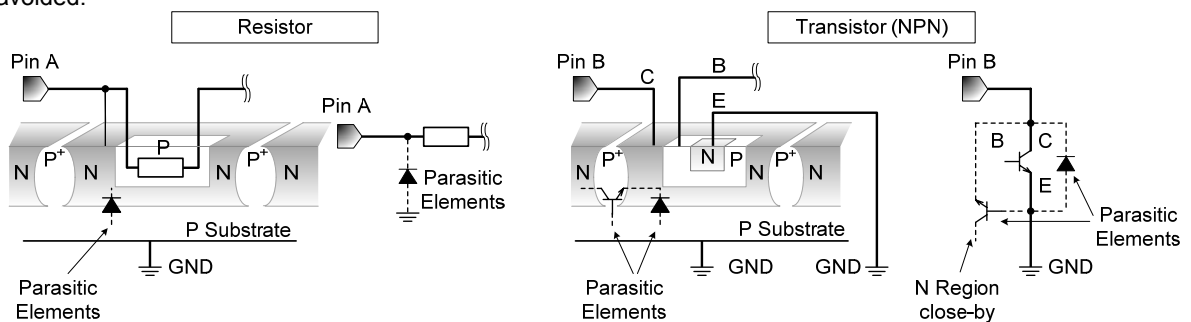 avoided.
Resistor
Transistor (NPN)
Pin A
Pin A
P
N
P+
N
N
P+
N
Parasitic
Elements
P Substrate
GND
Parasitic
Elements
Pin B
C
B
E
N
P+
N
N
P
P+
N
P Substrate
GND
GND
Parasitic
Elements
Pin B
B
C
E
Parasitic
Elements
GND
N Region
close-by